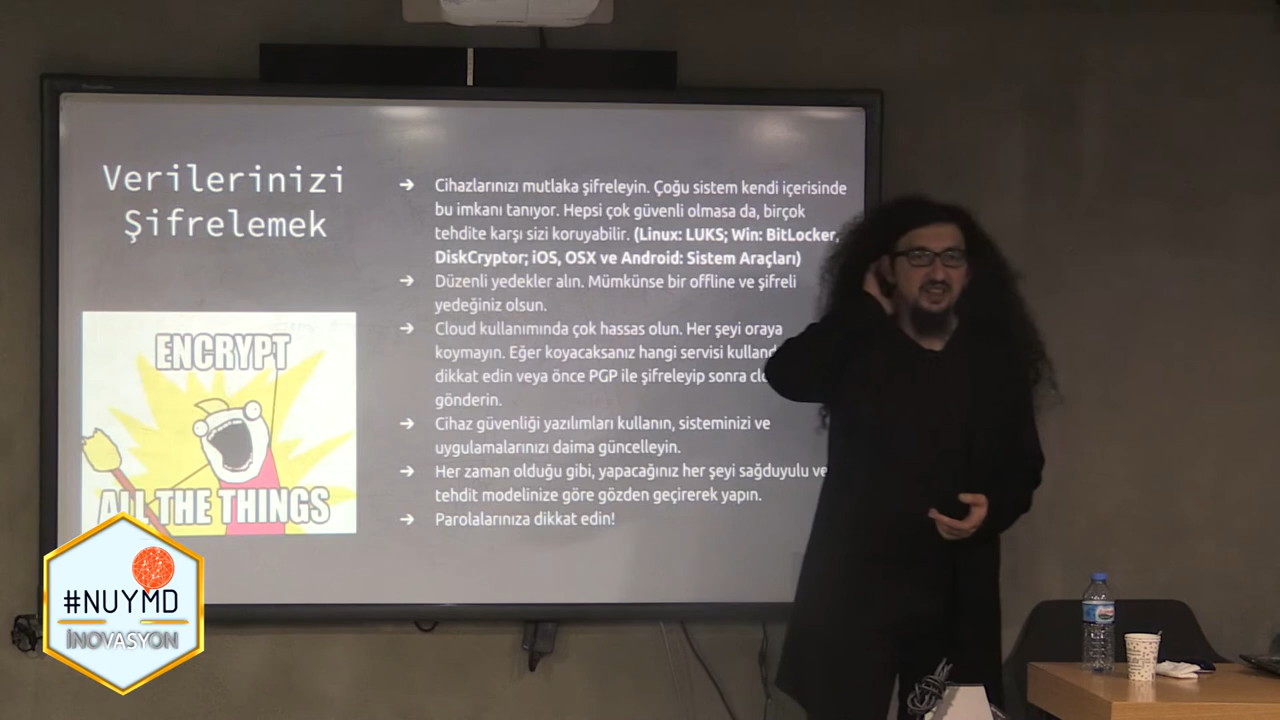 Verilerinizi
Şifrelemek
→ Cihazlarınızı mutlaka şifreleyin. Çoğu sistem kendi içerisinde
bu imkanı tanıyor. Hepsi çok güvenli olmasa da, birçok
tehdite karşı sizi koruyabilir. (Linux: LUKS; Win: BitLocker,
DiskCryptor; iOS, OSX ve Android: Sistem Araçları)
→ Düzenli yedekler alın. Mümkünse bir offline ve şifreli
yedeğiniz olsun.
→ Cloud kullanımında çok hassas olun. Her şeyi oraya
koymayın. Eğer koyacaksanız hangi servisi
dikkat edin veya önce PGP ile şifreleyip sonra
gönderin.
→ Cihaz güvenliği yazılımları kullanın, sisteminizi ve
uygulamalarınızı daima güncelleyin.
→ Her zaman olduğu gibi, yapacağınız her şeyi sağduyulu ve
tehdit modelinize göre gözden geçirerek yapın.
→ Parolalarınıza dikkat edin!
ENCRYPT
ALL THE THINGS
#NUYMD
İNOVASYON